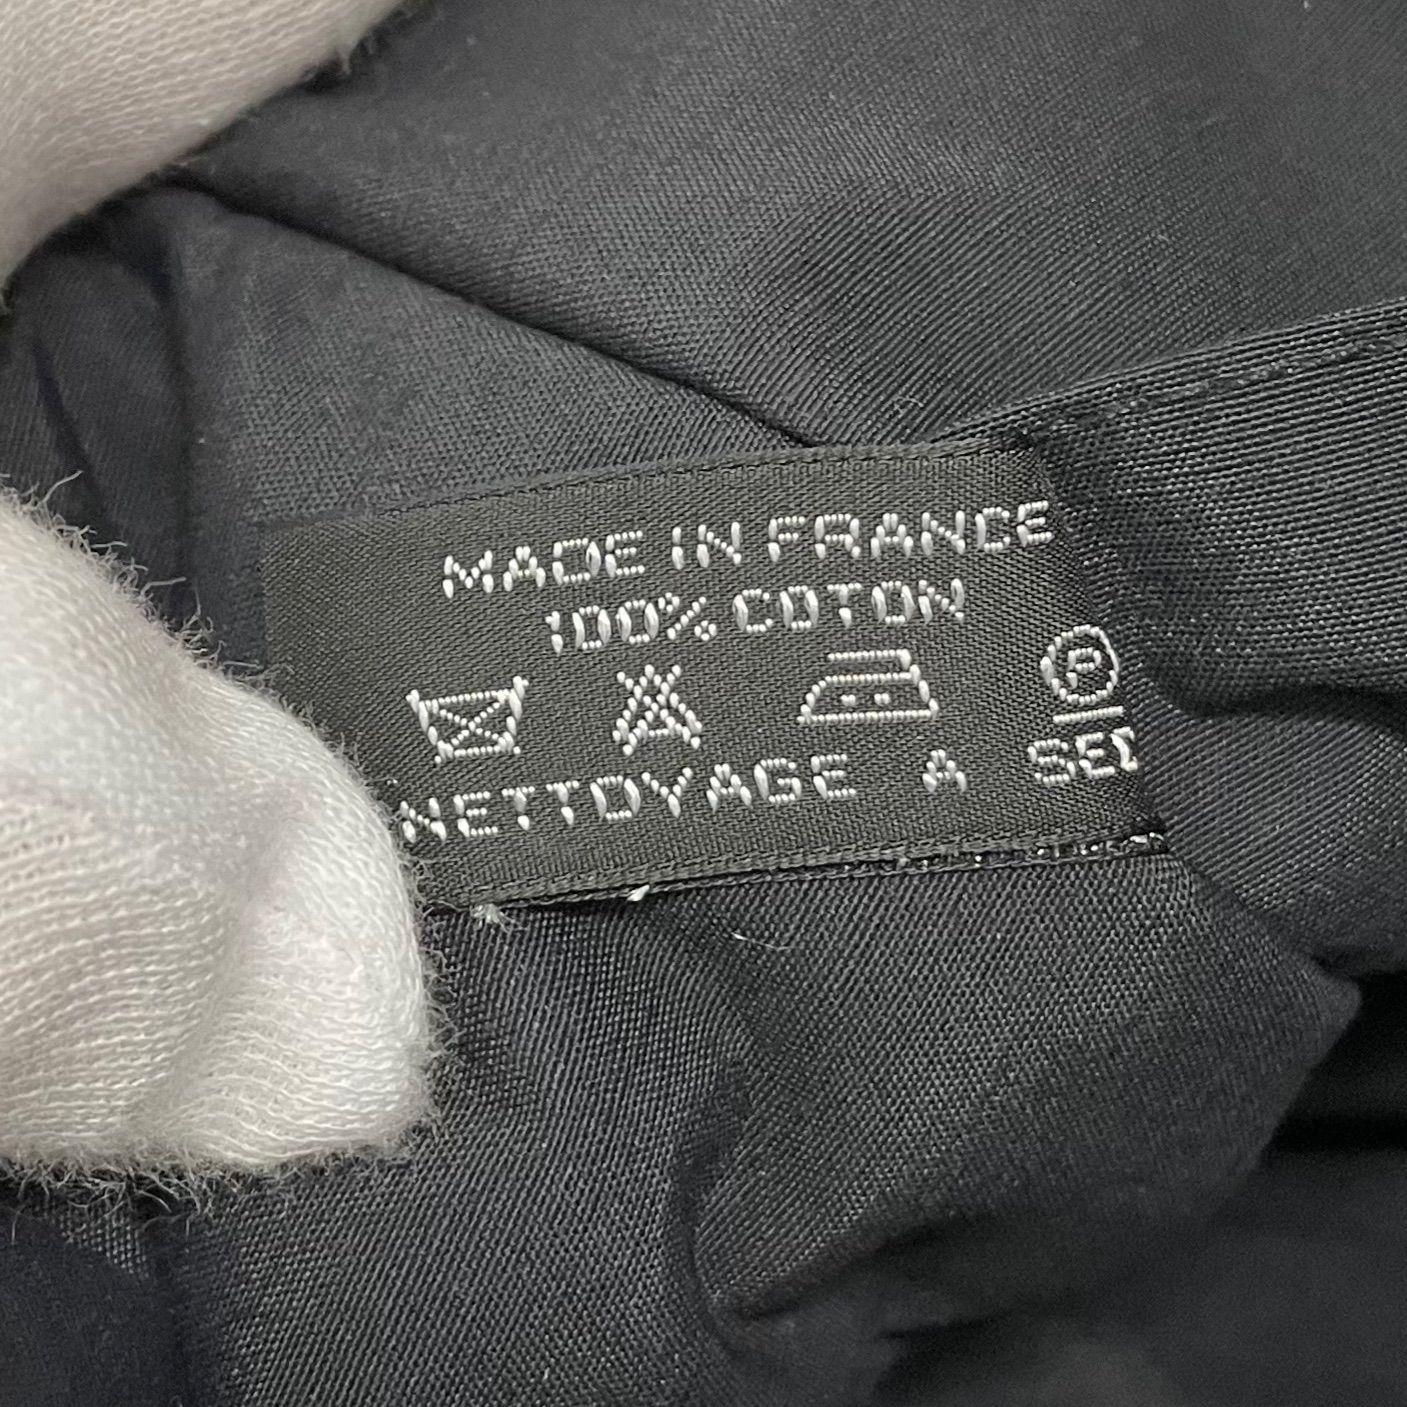 MADE IN FRANCE
100% COTON
P
NETTOYAGE A SEC